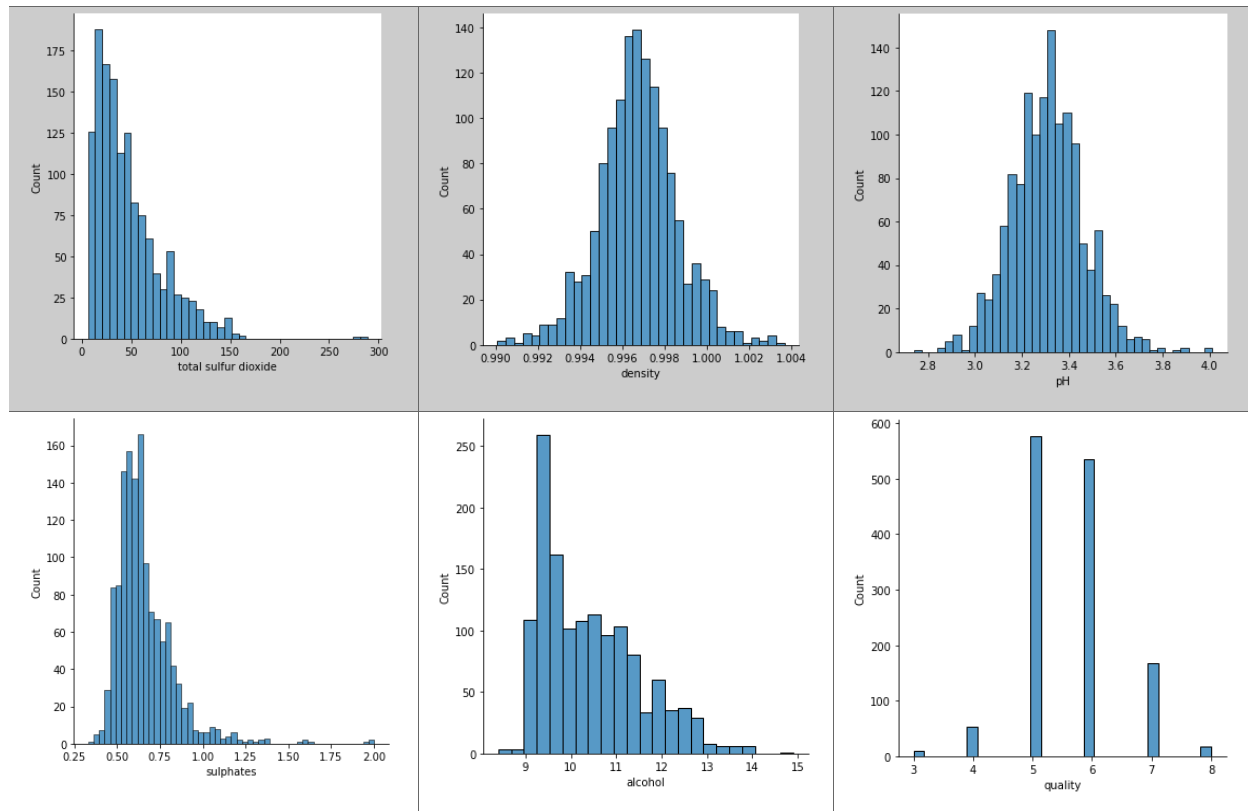 175
150
125
100
75
50
25
0
Count
0 50 100 150 200 250 300
total sulfur dioxide
140
120
100
80
60
40
20
0
Count
0.990 0.992 0.994 0.996 0.998 1.000 1.002 1.004
density
140
120
100
80
60
40
20
0
Count
2.8 3.0 3.2 3.4 3.6 3.8 4.0
pH
160
140
120
100
80
60
40
20
0
Count
0.25 0.50 0.75 1.00 1.25 1.50 1.75 2.00
sulphates
250
200
150
100
50
0
Count
9 10 11 12 13 14 15
alcohol
600
500
400
300
200
100
0
Count
3 4 5 6 7 8
quality